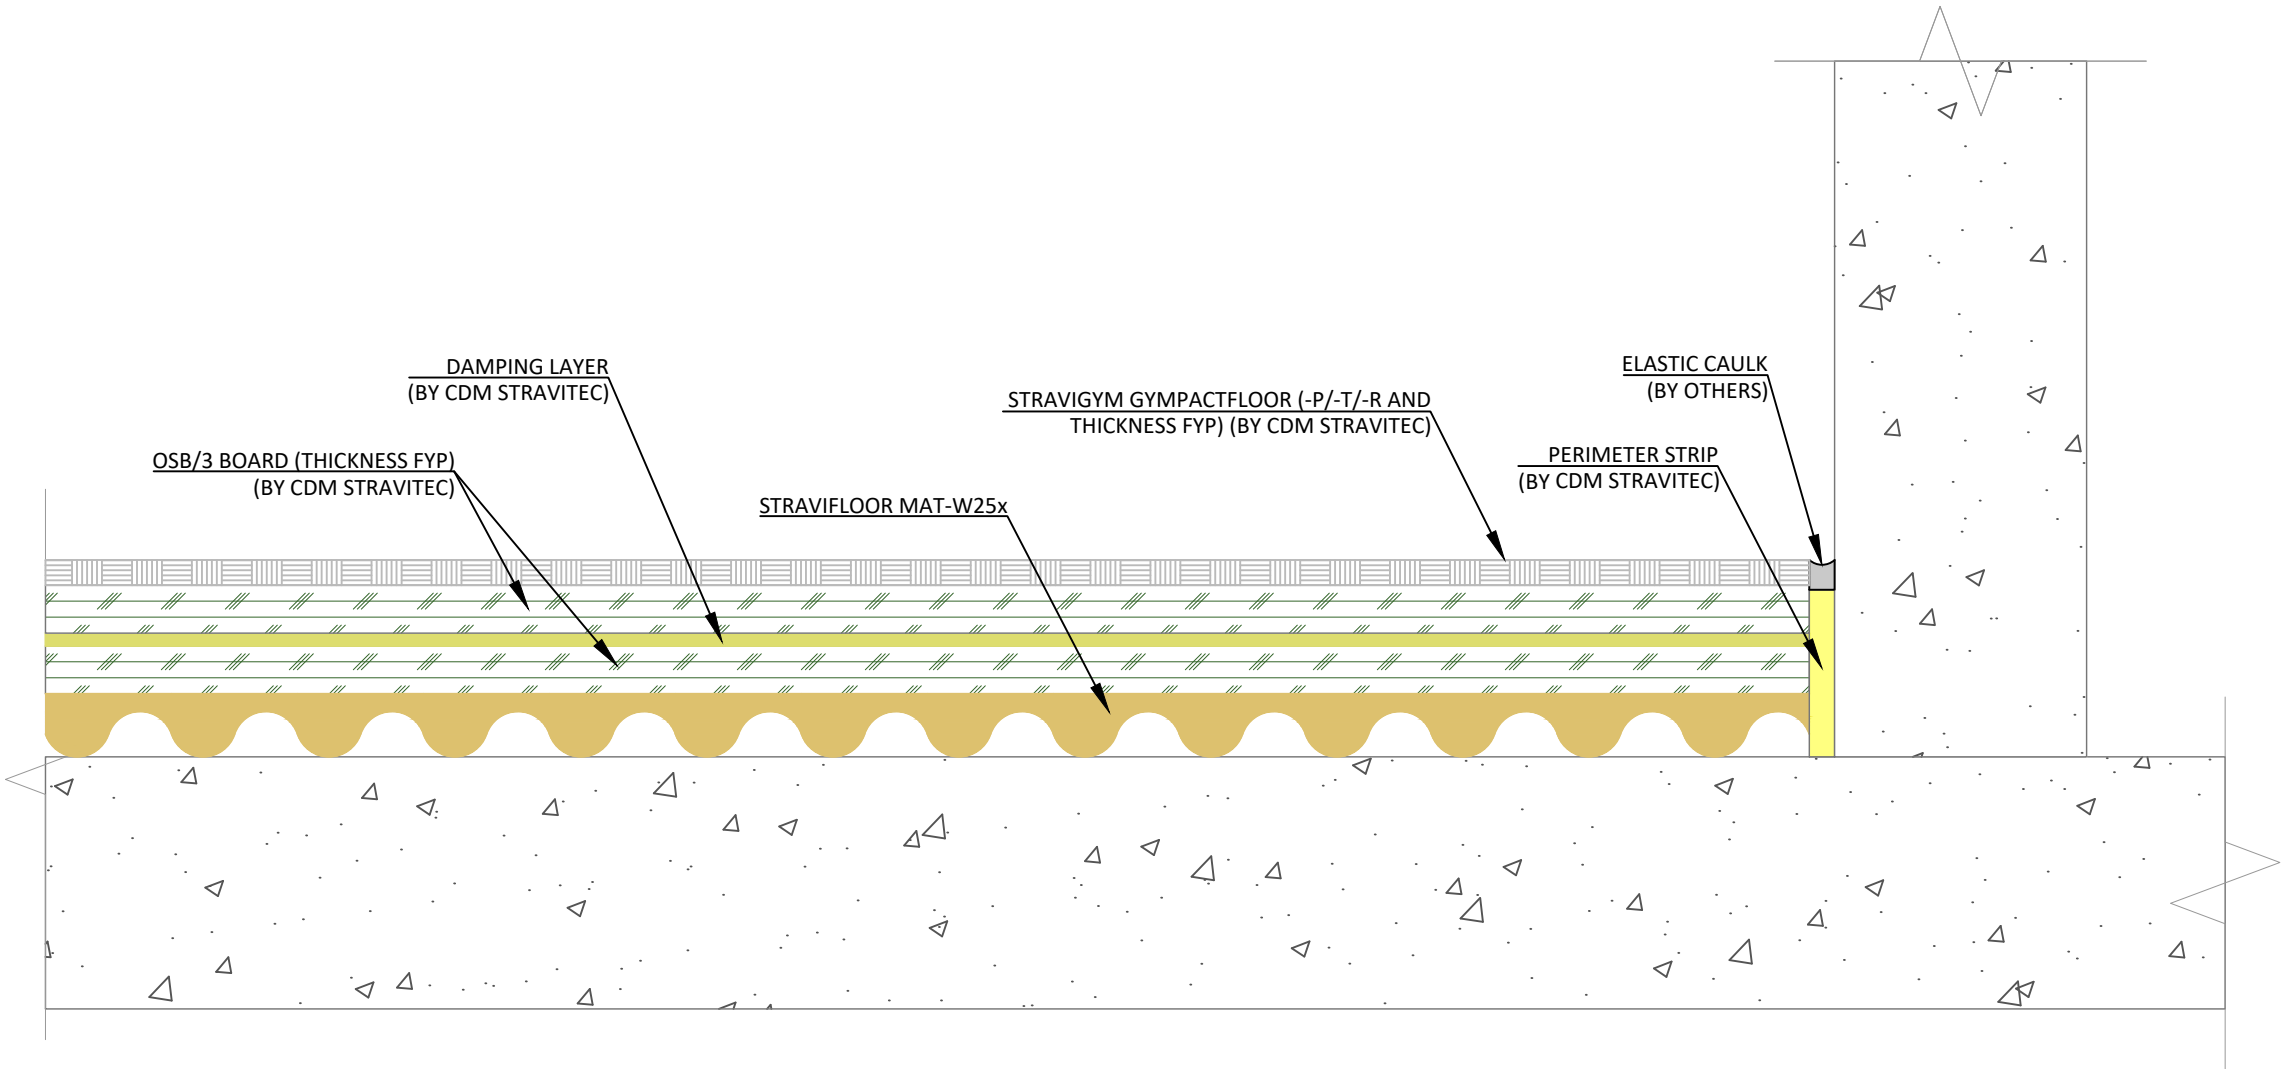 DAMPING LAYER
(BY CDM STRAVITEC)
OSB/3 BOARD (THICKNESS FYP)
(BY CDM STRAVITEC)
STRAVIFLOOR MAT-W25x
STRAVIGYM GYMPACTFLOOR (-P/-T/-R AND
THICKNESS FYP) (BY CDM STRAVITEC)
ELASTIC CAULK
(BY OTHERS)
PERIMETER STRIP
(BY CDM STRAVITEC)